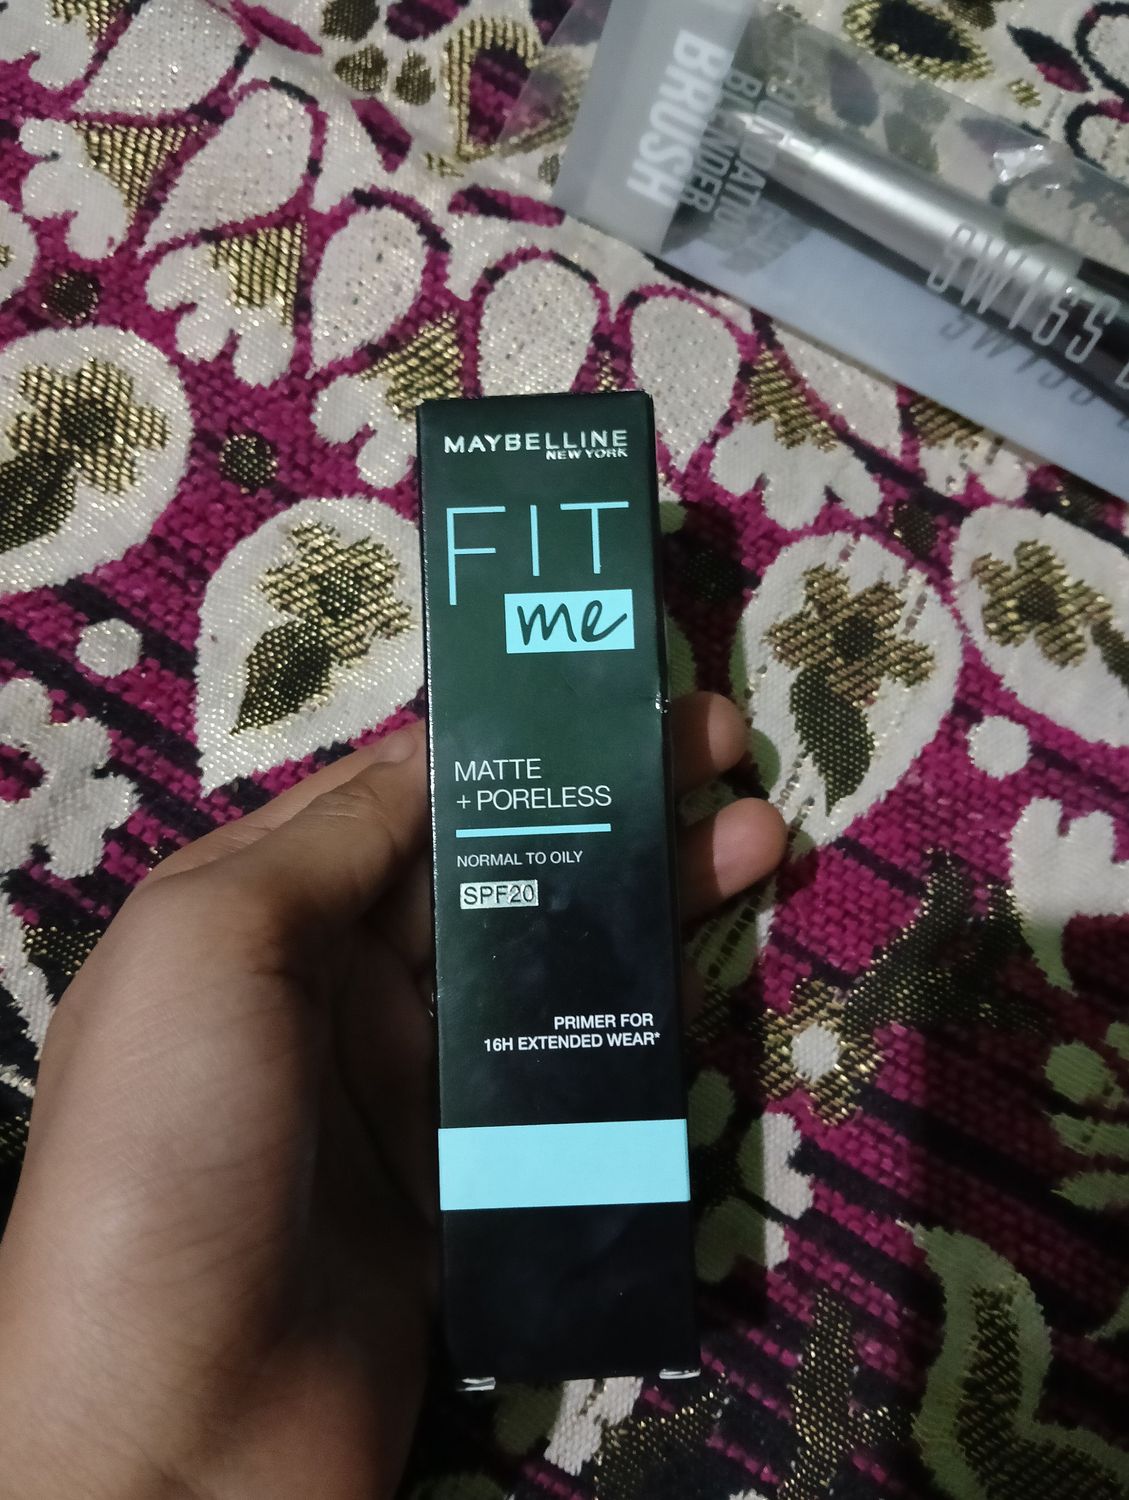 MAYBELLINE
NEW YORK
FIT
me
MATTE
+ PORELESS
NORMAL TO OILY
SPF20
PRIMER FOR
16H EXTENDED WEAR*
FOUNDATION
BLENDER
BRUSH
SWISS